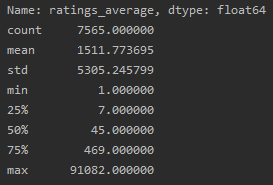 Name: ratings_average, dtype: float64
count 7565.000000
mean 1511.773695
std 5305.245799
min 1.000000
25% 7.000000
50% 45.000000
75% 469.000000
max 91082.000000